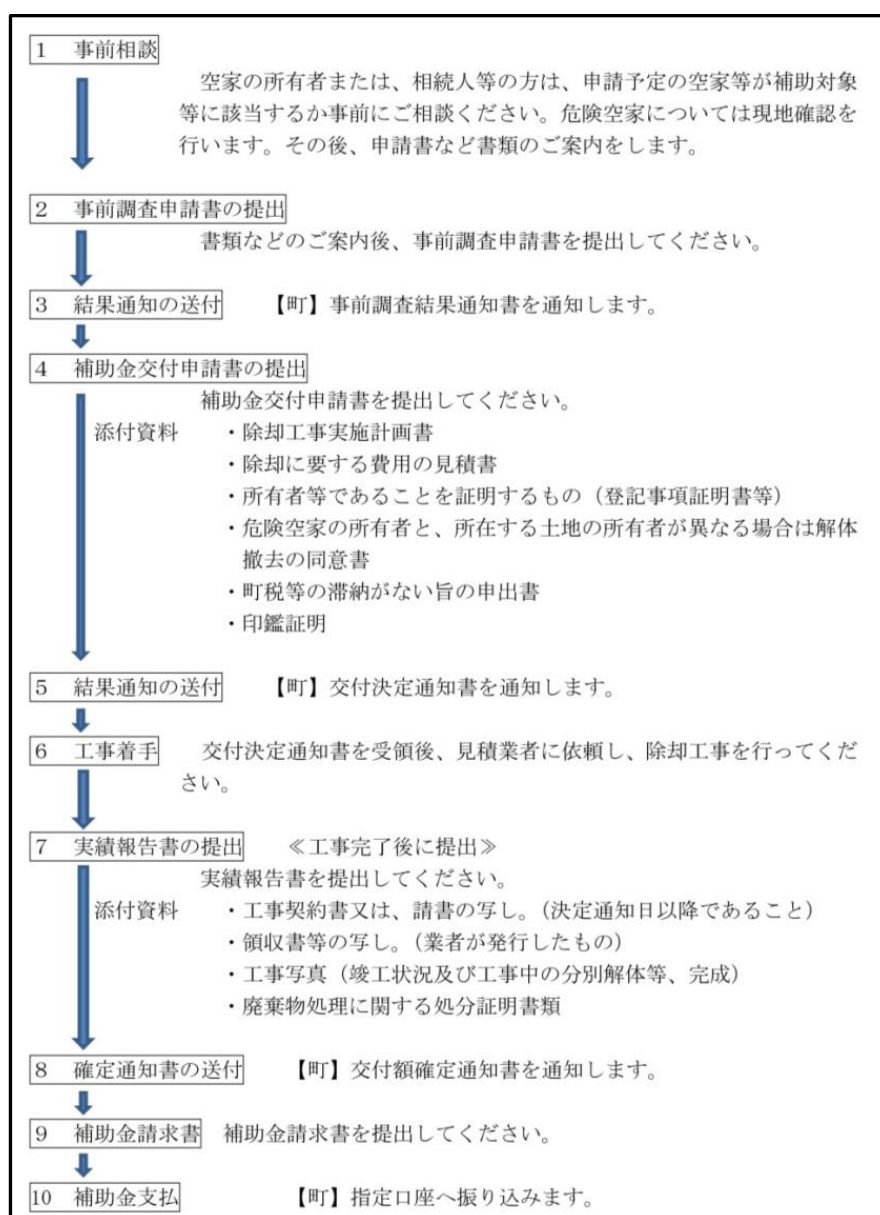 1 事前相談
空家の所有者または、相続人等の方は、申請予定の空家等が補助対象
等に該当するか事前にご相談ください。危険空家については現地確認を
行います。その後、申請書など書類のご案内をします。
2 事前調査申請書の提出
書類などのご案内後、事前調査申請書を提出してください。
3 結果通知の送付 【町】事前調査結果通知書を通知します。
4 補助金交付申請書の提出
補助金交付申請書を提出してください。
添付資料 ・除却工事実施計画書
・除却に要する費用の見積書
・所有者等であることを証明するもの（登記事項証明書等）
・危険空家の所有者と、所在する土地の所有者が異なる場合は解体
撤去の同意書
・町税等の滞納がない旨の申出書
・印鑑証明
5 結果通知の送付 【町】交付決定通知書を通知します。
6 工事着手 交付決定通知書を受領後、見積業者に依頼し、除却工事を行ってくだ
さい。
7 実績報告書の提出 ≪工事完了後に提出≫
実績報告書を提出してください。
添付資料 ・工事契約書又は、請書の写し。（決定通知日以降であること）
・領収書等の写し。（業者が発行したもの）
・工事写真（竣工状況及び工事中の分別解体等、完成）
・廃棄物処理に関する処分証明書類
8 確定通知書の送付 【町】交付額確定通知書を通知します。
9 補助金請求書 補助金請求書を提出してください。
10 補助金支払 【町】指定口座へ振り込みます。